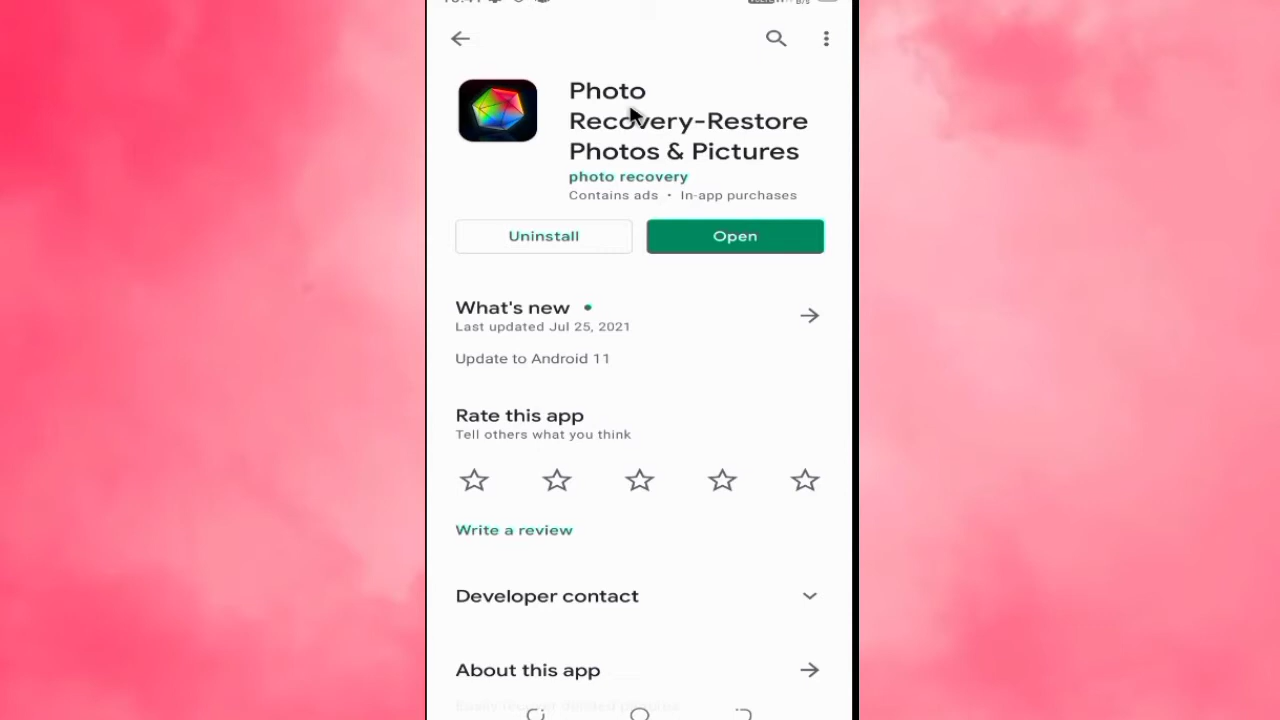 Photo
Recovery-Restore
Photos & Pictures
photo recovery
Contains ads • In-app purchases
Uninstall
Open
What's new •
Last updated Jul 25, 2021
Update to Android 11
Rate this app
Tell others what you think
Write a review
Developer contact
About this app